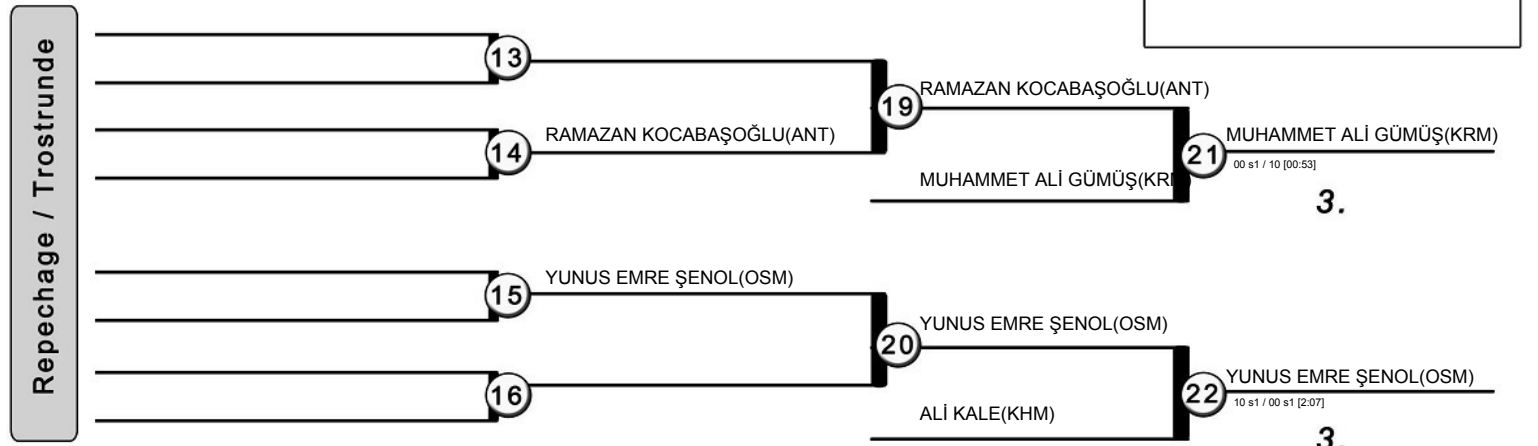 Repechage / Trostrunde
13
14
RAMAZAN KOCABAŞOĞLU(ANT)
19
RAMAZAN KOCABAŞOĞLU(ANT)
MUHAMMET ALİ GÜMÜŞ(KRM)
21
MUHAMMET ALİ GÜMÜŞ(KRM)
00 s1 / 10 [00:53]
3.
15
YUNUS EMRE ŞENOL(OSM)
16
20
YUNUS EMRE ŞENOL(OSM)
ALİ KALE(KHM)
22
YUNUS EMRE ŞENOL(OSM)
10 s1 / 00 s1 [2:07]
3.